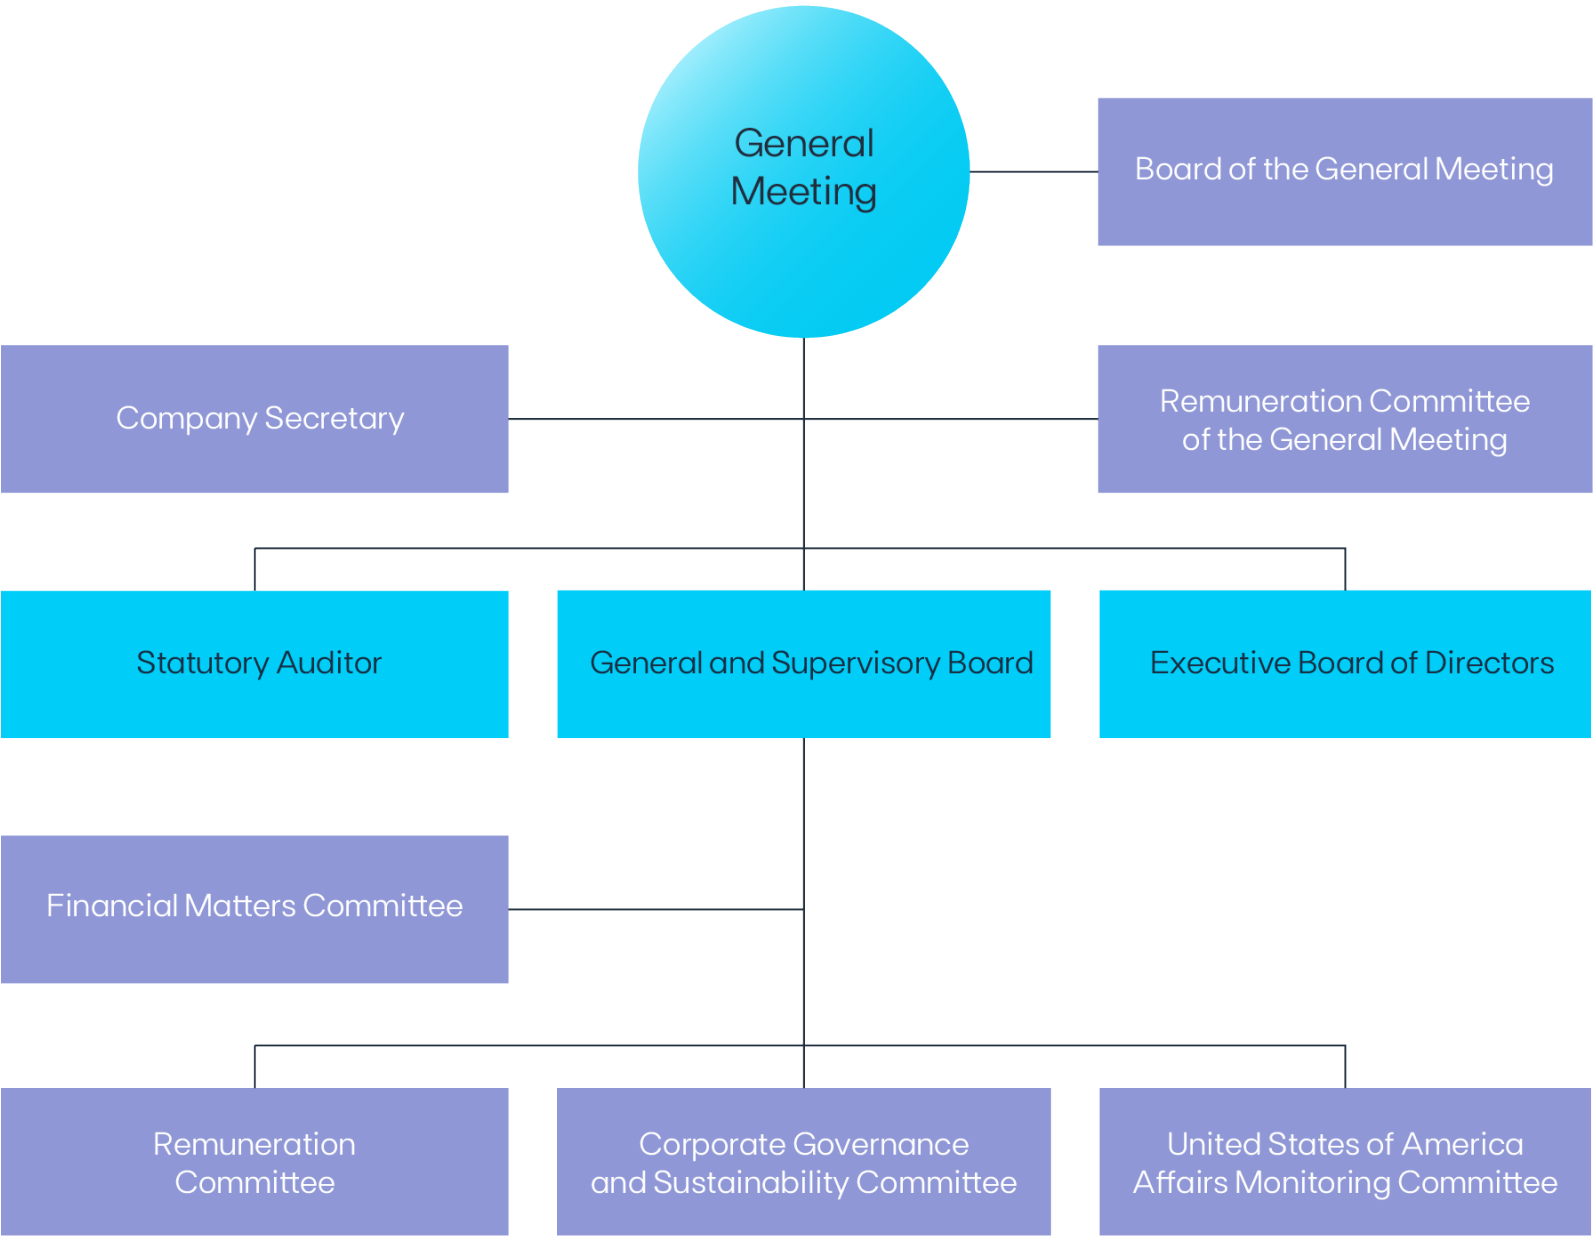 General
Meeting
Board of the General Meeting
Company Secretary
Remuneration Committee
of the General Meeting
Statutory Auditor
General and Supervisory Board
Executive Board of Directors
Financial Matters Committee
Remuneration
Committee
Corporate Governance
and Sustainability Committee
United States of America
Affairs Monitoring Committee